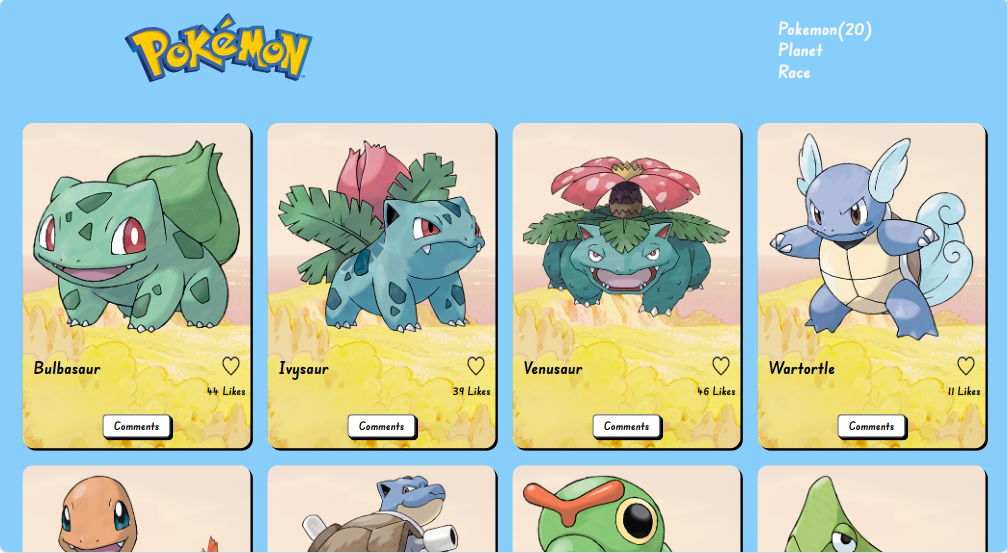 POKéMON
Pokemon(20)
Planet
Race
Bulbasaur
44 Likes
Comments
Ivysaur
39 Likes
Comments
Venusaur
46 Likes
Comments
Wartortle
11 Likes
Comments